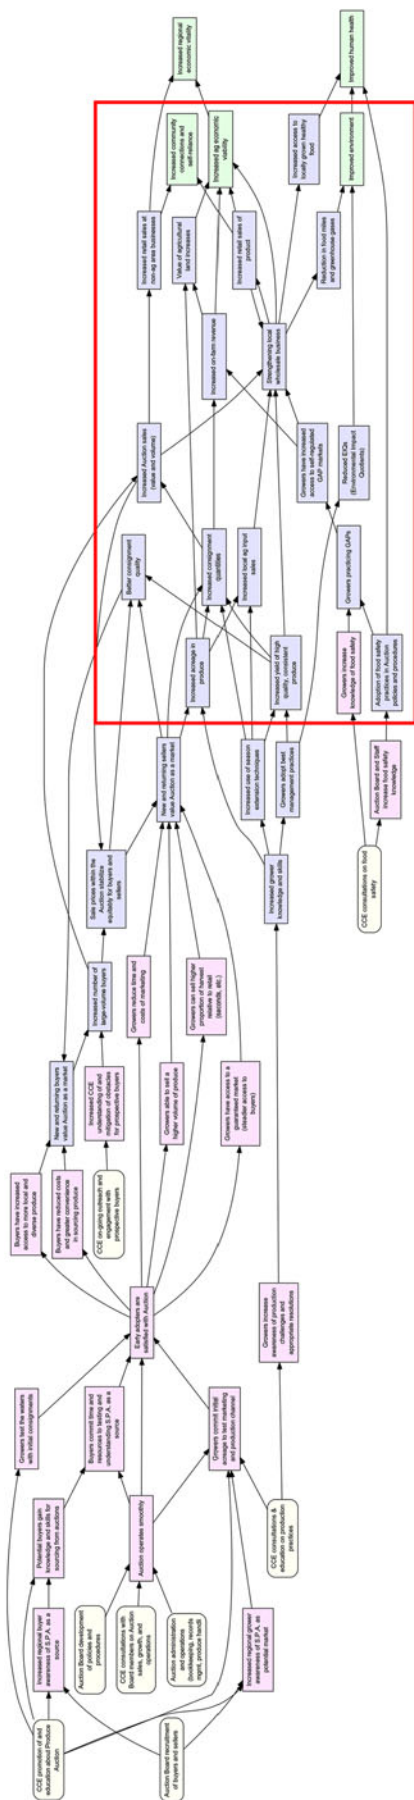 CCE promotion of and
education about Produce
Auction
Auction Board recruitment
of buyers and sellers
Increased regional buyer
awareness of S.P.A. as a
source
Increased regional grower
awareness of S.P.A. as
potential market
Potential buyers gain
knowledge and skills for
sourcing from auctions
Auction Board development
of policies and
procedures
CCE consultations with
Board members on Auction
sales, growth, and
operations
Auction administration
and operations
(bookkeeping, records
mgmt, produce handli
Growers test the waters
with initial consignments
Buyers commit time and
resources to testing and
understanding S.P.A. as a
source
Auction operates smoothly
Growers commit initial
acreage to test marketing
and production channel
CCE consultations &
education on production
practices
Early adopters are
satisfied with Auction
Growers increase
awareness of production
challenges and
appropriate resolutions
Buyers have increased
access to more local and
diverse produce
Buyers have reduced costs
and greater convenience
in sourcing produce
CCE on-going outreach and
engagement with
prospective buyers
New and returning buyers
value Auction as a market
Increased CCE
understanding of and
mitigation of obstacles
for prospective buyers
Growers reduce time and
costs of marketing
Growers able to sell a
higher volume of produce
Growers can sell higher
proportion of harvest
relative to retail
(seconds, etc.)
Growers have access to a
guaranteed market
(steadier access to
buyers)
Increased number of
large-volume buyers
Sale prices within the
Auction stabilize
equitably for buyers and
sellers
Increased grower
knowledge and skills
CCE consultations on food
safety
New and returning sellers
value Auction as a market
Increased use of season
extension techniques
Growers adopt best
management practices
Auction Board and Staff
increase food safety
knowledge
Better consignment
quality
Increased acreage in
produce
Increased yield of high
quality, consistent
produce
Growers increase
knowledge of food safety
Adoption of food safety
practices in Auction
policies and procedures
Increased consignment
quantities
Increased local ag input
sales
Growers practicing GAPs
Increased Auction sales
(value and volume)
Growers have increased
access to self-regulated
GAP markets
Reduced EIQs
(Environmental Impact
Quotients)
Increased on-farm revenue
Strengthening local
wholesale business
Increased retail sales at
non-ag area businesses
Value of agricultural
land increases
Increased retail sales of
product
Reduction in food miles
and greenhouse gases
Increased community
connections and
self-reliance
Increased ag economic
viability
Increased access to
locally grown healthy
food
Improved environment
Increased regional
economic vitality
Improved human health